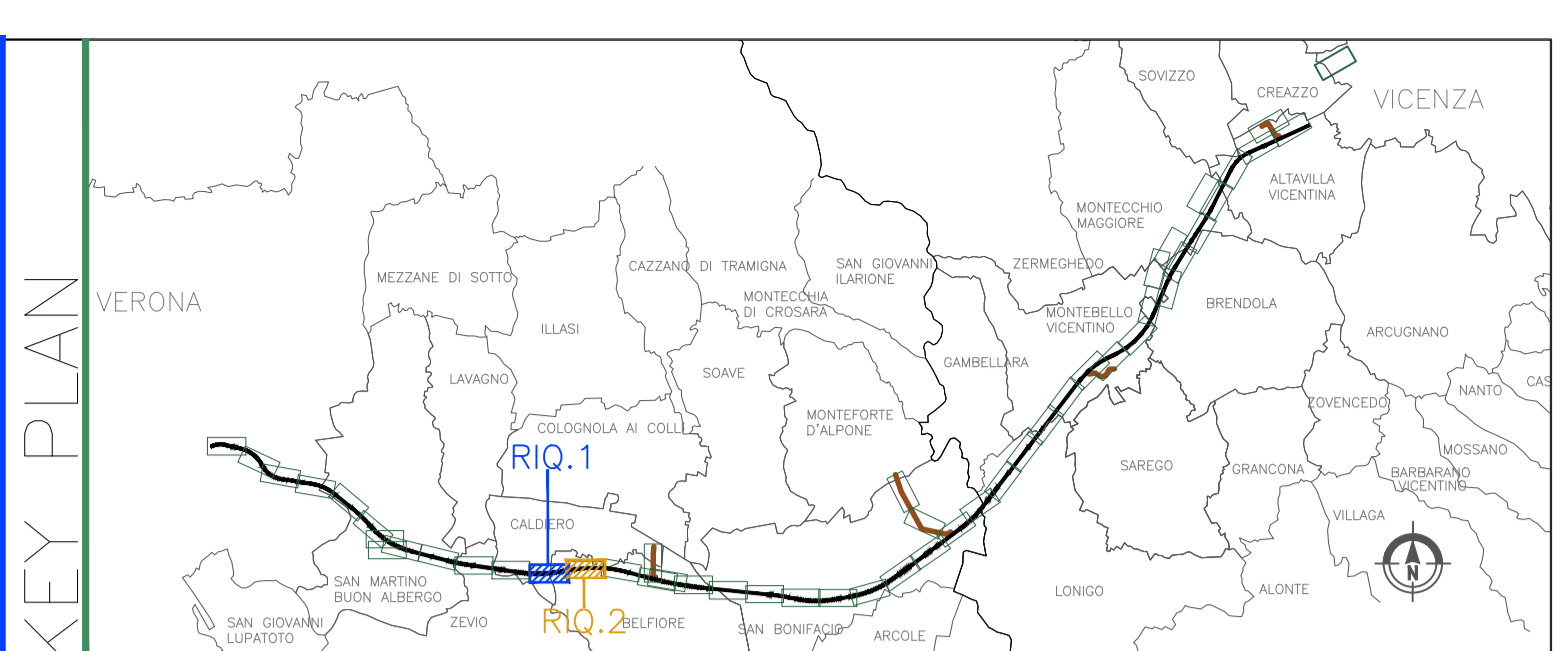 KEY PLAN
SOVIZZO
CREAZZO
VICENZA
ALTAVILLA
VICENTINA
MONTECCHIO
MAGGIORE
MEZZANE DI SOTTO
CAZZANO DI TRAMIGNA
SAN GIOVANNI
ILARIONE
ZERMEGHEDO
VERONA
MONTECCHIA
DI CROSARA
BRENDOLA
MONTEBELLO
VICENTINO
ILLASI
ARCUGNANO
GAMBELLARA
LAVAGNO
SOAVE
NANTO
CAS
ZOVENCEDO
MONTEFORTE
D'ALPONE
COLOGNOLA AI COLLI
MOSSANO
RIQ.1
SAREGO
GRANCONA
BARBARANO
VICENTINO
VILLAGA
CALDIERO
N
SAN MARTINO
BUON ALBERGO
LONIGO
ALONTE
SAN GIOVANNI
LUPATOTO
ZEVIO
RIQ.2
BELFIORE
SAN BONIFACIO
ARCOLE